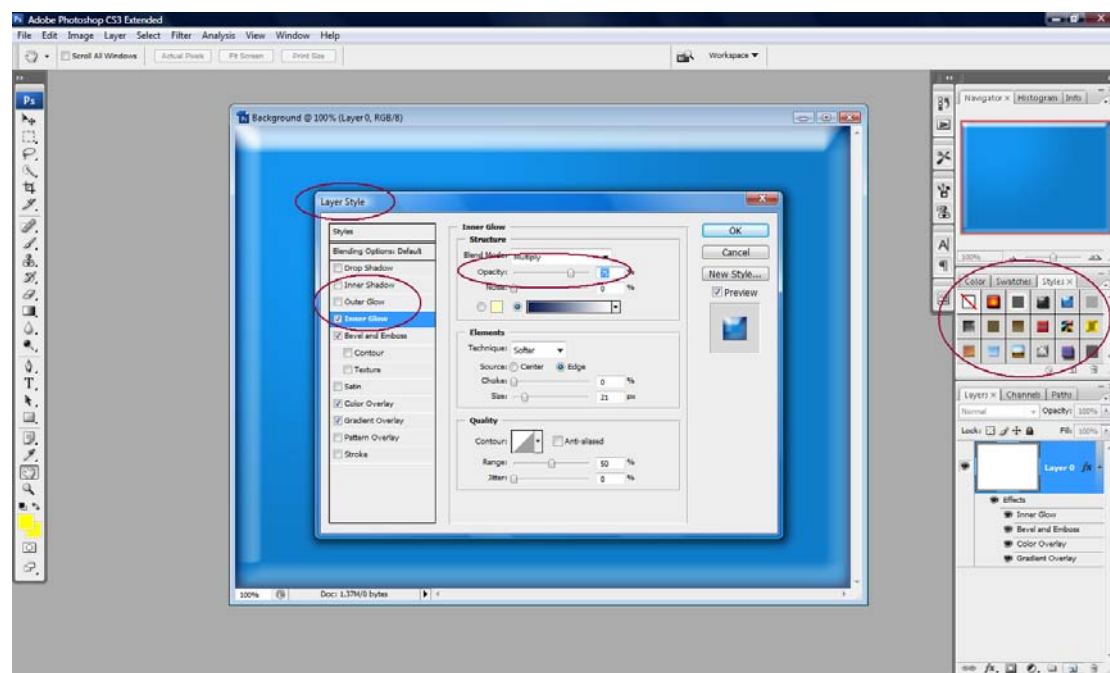 Adobe Photoshop CS3 Extended
File Edit Image Layer Select Filter Analysis View Window Help
Scroll All Windows Actual Pixels Fit Screen Print Size Workspace
Ps
Navigator × Histogram Info
Background @ 100% (Layer 0, RGB/8)
Layer Style
Styles
Blending Options: Default
Drop Shadow
Inner Shadow
Outer Glow
Inner Glow
Bevel and Emboss
Contour
Texture
Satin
Color Overlay
Gradient Overlay
Pattern Overlay
Stroke
Inner Glow
Structure
Blend Mode: Multiply
Opacity: 75 %
Noise: 0 %
Elements
Technique: Softer
Source: Center Edge
Choke: 0 %
Size: 21 px
Quality
Contour: Anti-aliased
Range: 50 %
Jitter: 0 %
OK
Cancel
New Style...
Preview
100%
Color Swatches Styles ×
Layers × Channels Paths
Normal Opacity: 100%
Lock: Fill: 100%
Layer 0 fx
Effects
Inner Glow
Bevel and Emboss
Color Overlay
Gradient Overlay
100% Doc: 1.37M/0 bytes